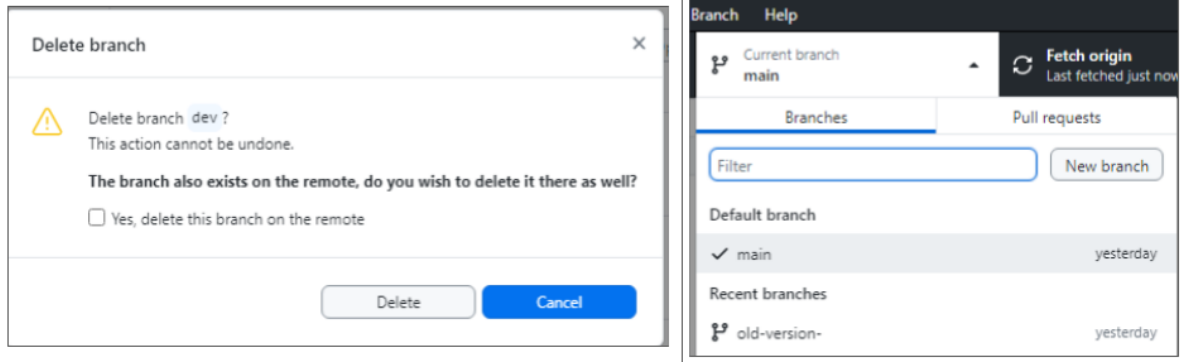 Delete branch
Delete branch dev ?
This action cannot be undone.
The branch also exists on the remote, do you wish to delete it there as well?
Yes, delete this branch on the remote
Delete
Cancel
Branch Help
Current branch
main
Fetch origin
Last fetched just now
Branches
Pull requests
Filter
New branch
Default branch
main yesterday
Recent branches
old-version- yesterday